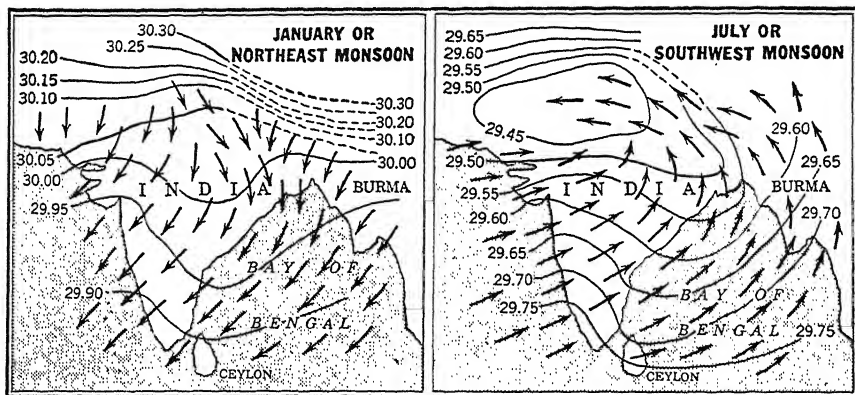 JANUARY OR
NORTHEAST MONSOON
30.30
30.25
30.20
30.15
30.10
30.30
30.20
30.10
30.00
30.05
30.00
29.95
INDIA
BURMA
BAY OF
29.90
BENGAL
CEYLON
JULY OR
SOUTHWEST MONSOON
29.65
29.60
29.55
29.50
29.45
29.60
29.50
29.65
29.55
INDIA
BURMA
29.60
29.70
29.65
29.70
BAY OF
29.75
BENGAL
29.75
CEYLON